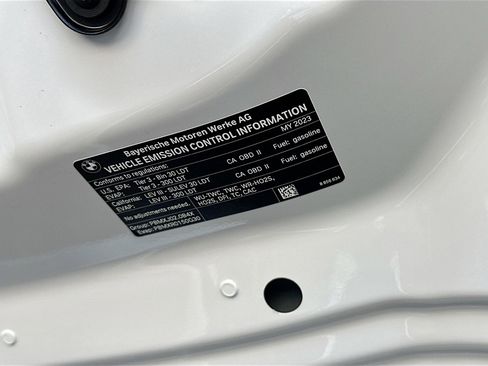 Bayerische Motoren Werke AG
VEHICLE EMISSION CONTROL INFORMATION
Conforms to regulations: MY 2023
U.S. EPA: Tier 3 - Bin 30 LDT CA OBD II Fuel: gasoline
EVAP: Tier 3 - 300 LDT
California: LEV III - SULEV 30 LDT CA OBD II Fuel: gasoline
EVAP: LEV III - 300 LDT
No adjustments needed.
Group: PBMXJ02.0B4X WU-TWC, TWC, WR-HO2S,
Evap: PBMXR0150G30 HO2S, DFI, TC, CAC